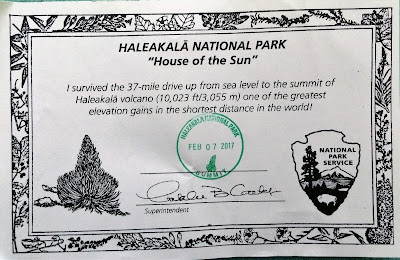 HALEAKALĀ NATIONAL PARK
“House of the Sun”
I survived the 37-mile drive up from sea level to the summit of
Haleakalā volcano (10,023 ft/3,055 m) one of the greatest
elevation gains in the shortest distance in the world!
HALEAKALA NATIONAL PARK
FEB 07 2017
SUMMIT
NATIONAL
PARK
SERVICE
Superintendent